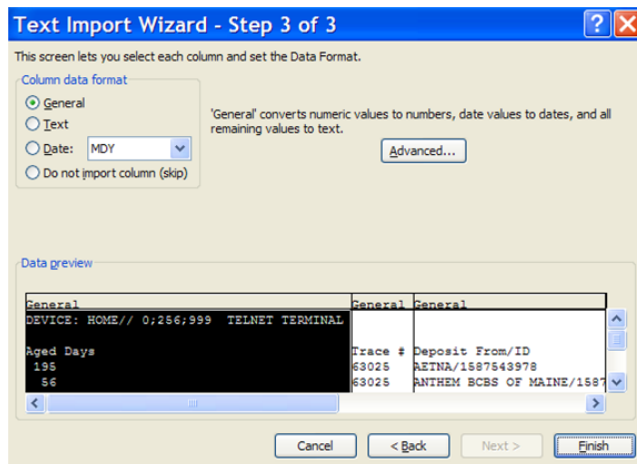 Text Import Wizard - Step 3 of 3
?
X
This screen lets you select each column and set the Data Format.
Column data format
General
Text
Date: MDY
Do not import column (skip)
'General' converts numeric values to numbers, date values to dates, and all
remaining values to text.
Advanced...
Data preview
General General General
DEVICE: HOME// 0;256;999 TELNET TERMINAL
Aged Days Trace # Deposit From/ID
195 63025 AETNA/1587543978
56 63025 ANTHEM BCBS OF MAINE/1587
Cancel < Back Next > Finish